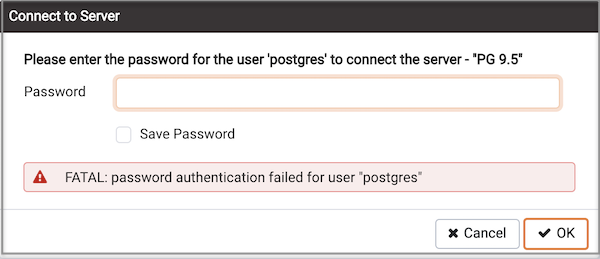 Connect to Server
Please enter the password for the user 'postgres' to connect the server - "PG 9.5"
Password
Save Password
FATAL: password authentication failed for user "postgres"
Cancel
OK